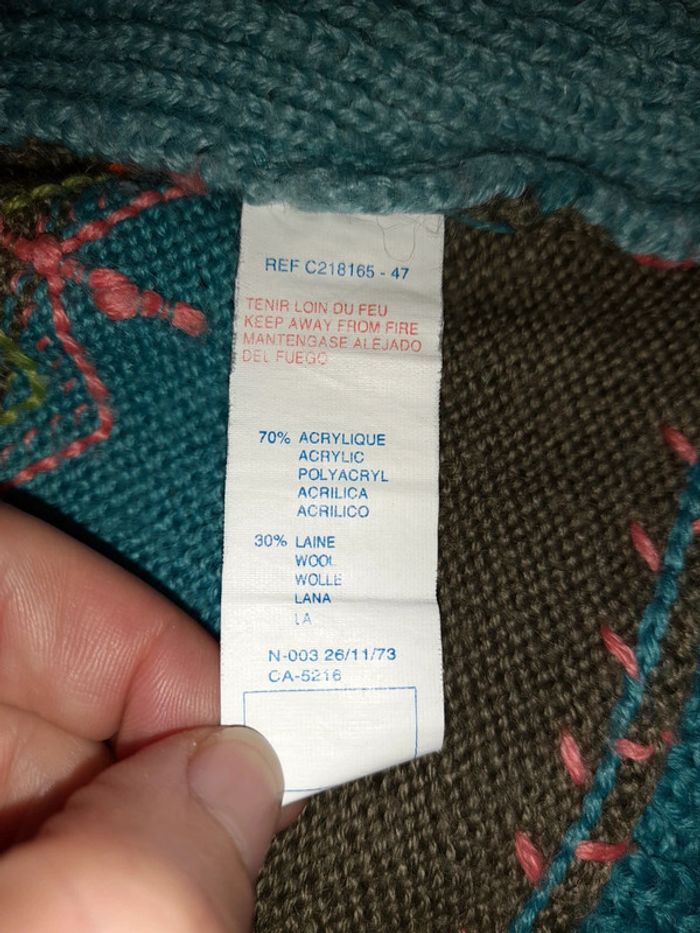 REF C218165 - 47
TENIR LOIN DU FEU
KEEP AWAY FROM FIRE
MANTENGASE ALEJADO
DEL FUEGO
70% ACRYLIQUE
ACRYLIC
POLYACRYL
ACRILICA
ACRILICO
30% LAINE
WOOL
WOLLE
LANA
LA
N-003 26/11/73
CA-5216